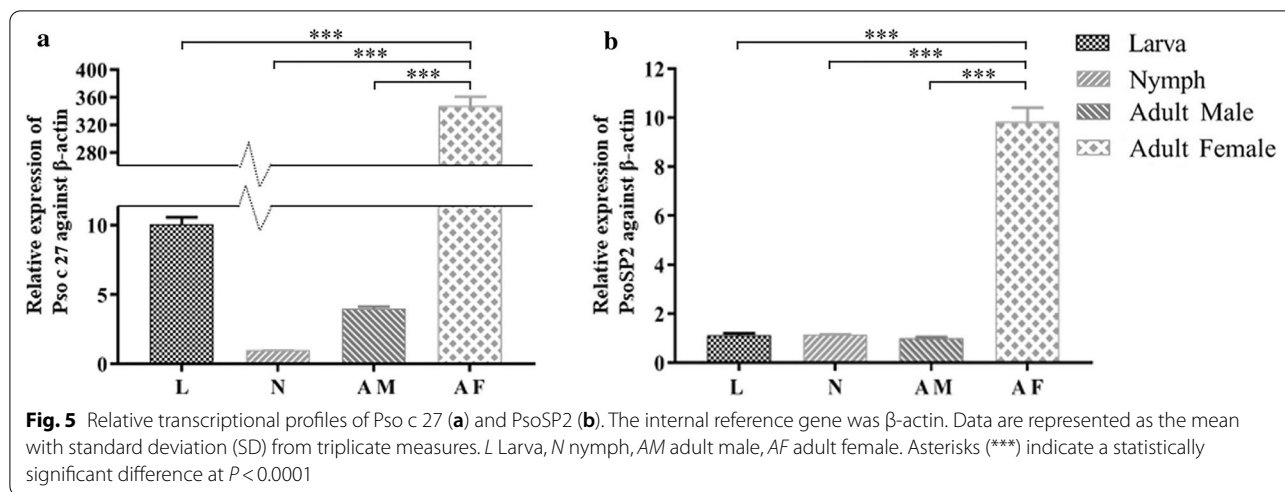 a
***
***
***
Relative expression of
Pso c 27 against β-actin
400
360
320
280
10
5
0
L N AM AF
b
***
***
***
Relative expression of
PsoSP2 against β-actin
12
10
8
6
4
2
0
L N AM AF
Larva
Nymph
Adult Male
Adult Female
Fig. 5 Relative transcriptional profiles of Pso c 27 (a) and PsoSP2 (b). The internal reference gene was β-actin. Data are represented as the mean
with standard deviation (SD) from triplicate measures. L Larva, N nymph, AM adult male, AF adult female. Asterisks (***) indicate a statistically
significant difference at P < 0.0001